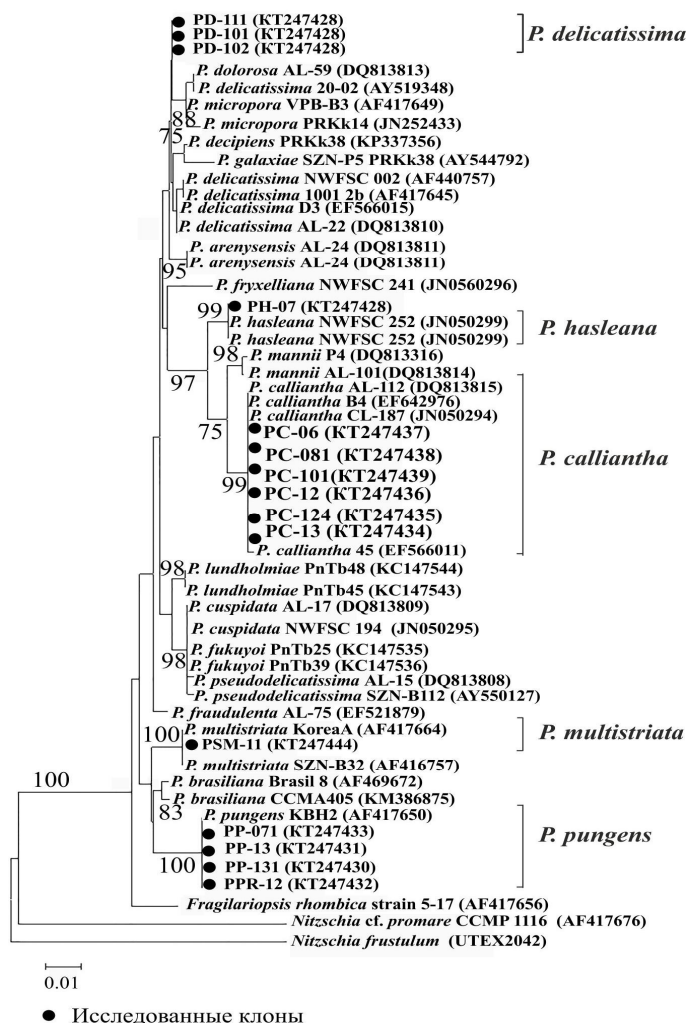 PD-111 (KT247428)
PD-101 (KT247428)
PD-102 (KT247428)
P. delicatissima
P. dolorosa AL-59 (DQ813813)
P. delicatissima 20-02 (AY519348)
P. micropora VPB-B3 (AF417649)
88
P. micropora PRKk14 (JN252433)
75
P. decipiens PRKk38 (KP337356)
P. galaxiae SZN-P5 PRKk38 (AY544792)
P. delicatissima NWFSC 002 (AF440757)
P. delicatissima 1001 2b (AF417645)
P. delicatissima D3 (EF566015)
P. delicatissima AL-22 (DQ813810)
P. arenysensis AL-24 (DQ813811)
P. arenysensis AL-24 (DQ813811)
95
P. fryxelliana NWFSC 241 (JN0560296)
99
PH-07 (KT247428)
P. hasleana NWFSC 252 (JN050299)
P. hasleana
P. hasleana NWFSC 252 (JN050299)
98
P. mannii P4 (DQ813316)
97
P. mannii AL-101(DQ813814)
P. calliantha AL-112 (DQ813815)
P. calliantha B4 (EF642976)
P. calliantha CL-187 (JN050294)
75
PC-06 (KT247437)
PC-081 (KT247438)
P. calliantha
PC-101(KT247439)
99
PC-12 (KT247436)
PC-124 (KT247435)
PC-13 (KT247434)
P. calliantha 45 (EF566011)
98
P. lundholmiae PnTb48 (KC147544)
P. lundholmiae PnTb45 (KC147543)
P. cuspidata AL-17 (DQ813809)
P. cuspidata NWFSC 194 (JN050295)
P. fukuyoi PnTb25 (KC147535)
98
P. fukuyoi PnTb39 (KC147536)
P. pseudodelicatissima AL-15 (DQ813808)
P. pseudodelicatissima SZN-B112 (AY550127)
P. fraudulenta AL-75 (EF521879)
P. multistriata KoreaA (AF417664)
100
PSM-11 (KT247444)
P. multistriata
P. multistriata SZN-B32 (AF416757)
100
P. brasiliana Brasil 8 (AF469672)
P. brasiliana CCMA405 (KM386875)
83
P. pungens KBH2 (AF417650)
PP-071 (KT247433)
P. pungens
PP-13 (KT247431)
100
PP-131 (KT247430)
PPR-12 (KT247432)
Fragilariopsis rhombica strain 5-17 (AF417656)
Nitzschia cf. promare CCMP 1116 (AF417676)
Nitzschia frustulum (UTEX2042)
0.01
Исследованные клоны